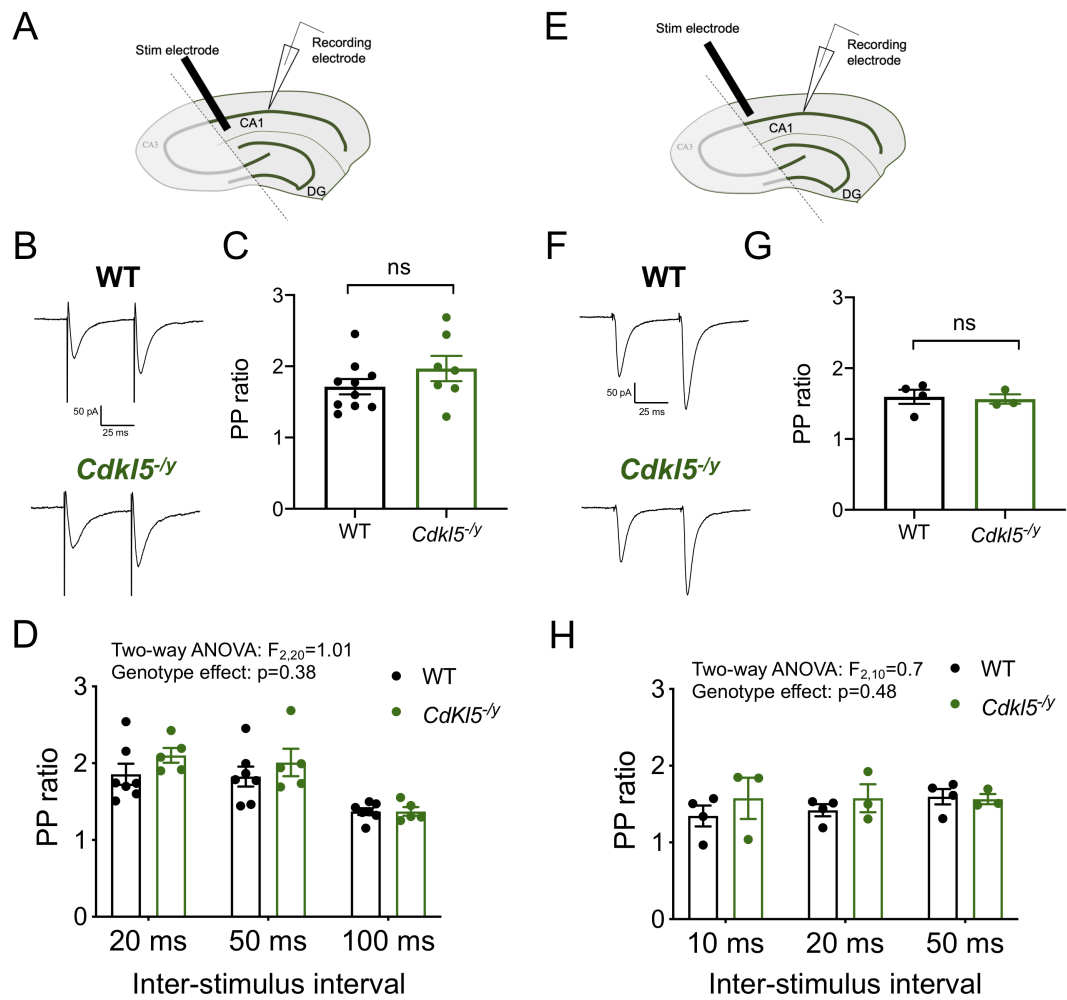 A
Stim electrode
Recording
electrode
CA3
CA1
DG
E
Stim electrode
Recording
electrode
CA3
CA1
DG
B
WT
50 pA
25 ms
Cdkl5-/y
C
ns
3
2
1
0
PP ratio
WT
Cdkl5-/y
F
WT
50 pA
25 ms
Cdkl5-/y
G
ns
3
2
1
0
PP ratio
WT
Cdkl5-/y
D
Two-way ANOVA: F2,20=1.01
Genotype effect: p=0.38
WT
CdKl5-/y
3
2
1
0
PP ratio
20 ms
50 ms
100 ms
Inter-stimulus interval
H
Two-way ANOVA: F2,10=0.7
Genotype effect: p=0.48
WT
Cdkl5-/y
3
2
1
0
PP ratio
10 ms
20 ms
50 ms
Inter-stimulus interval